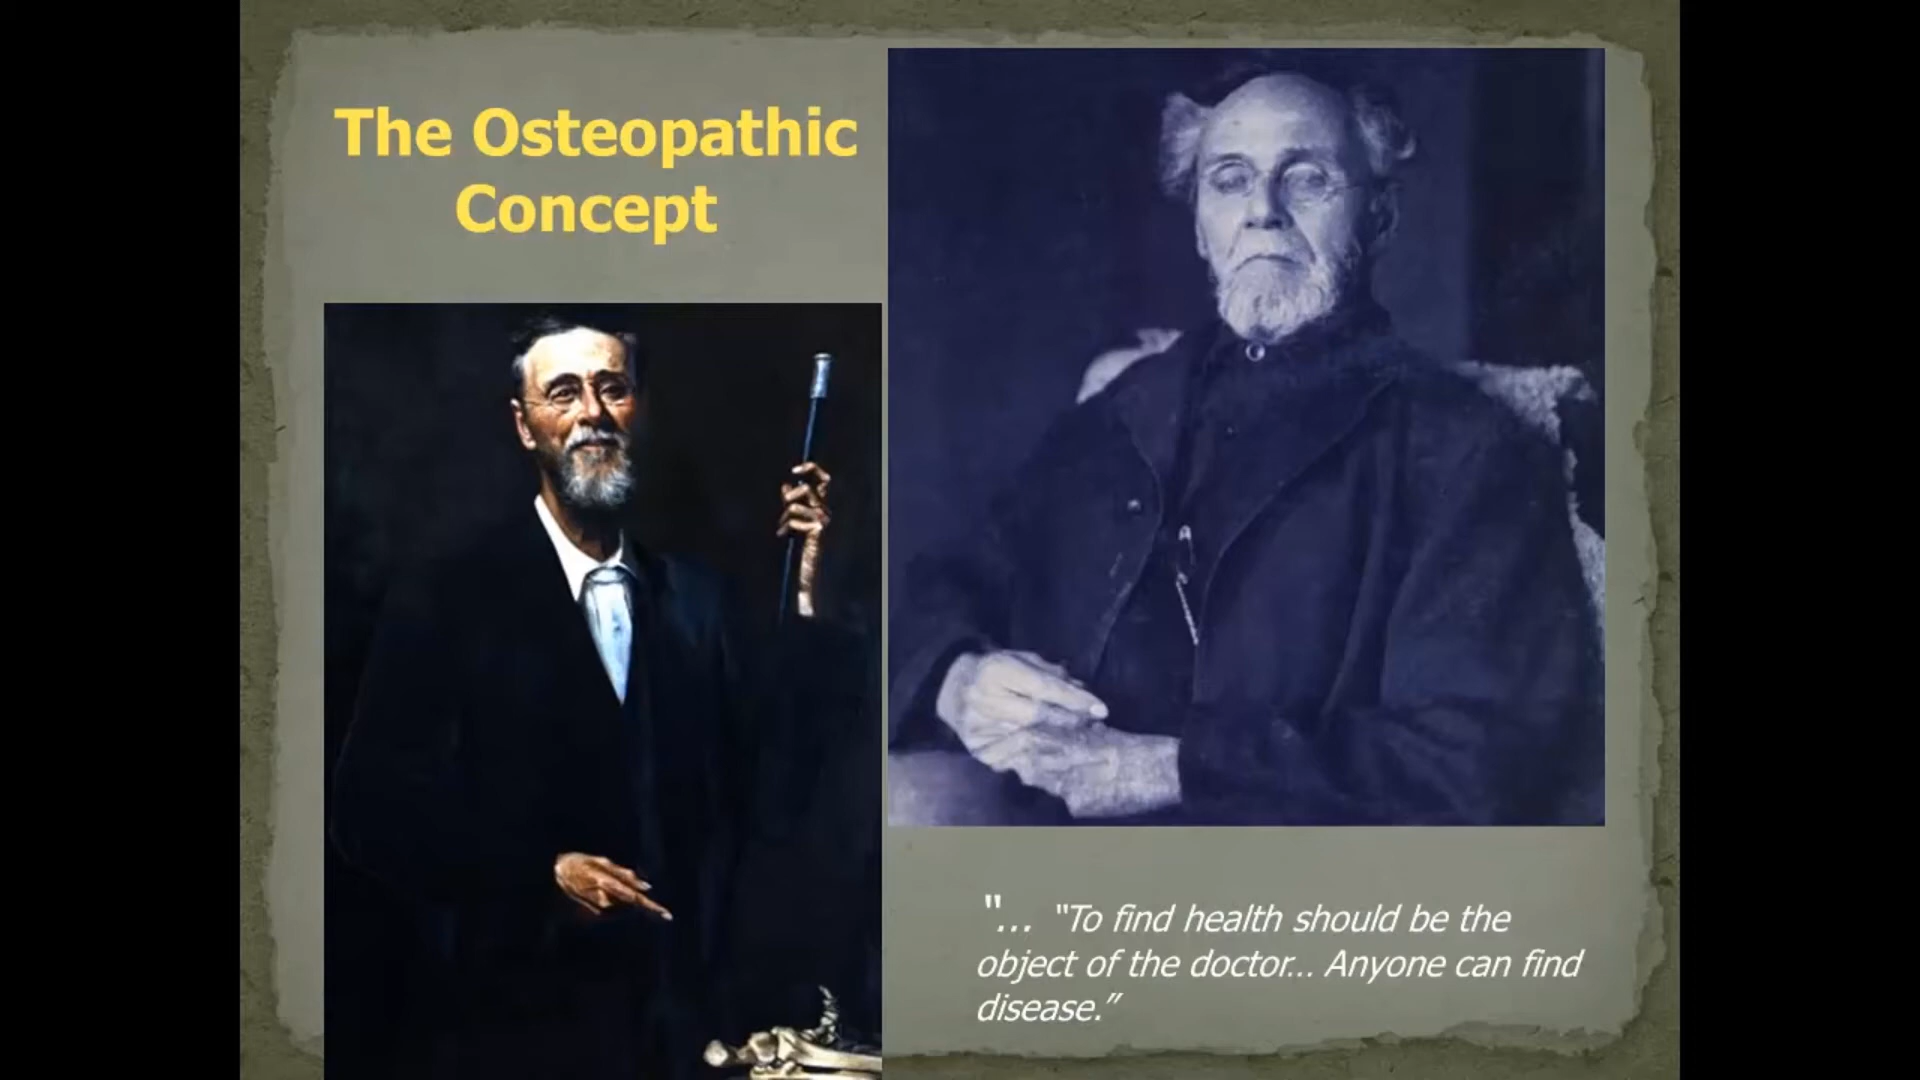 The Osteopathic
Concept
"... "To find health should be the
object of the doctor... Anyone can find
disease.”